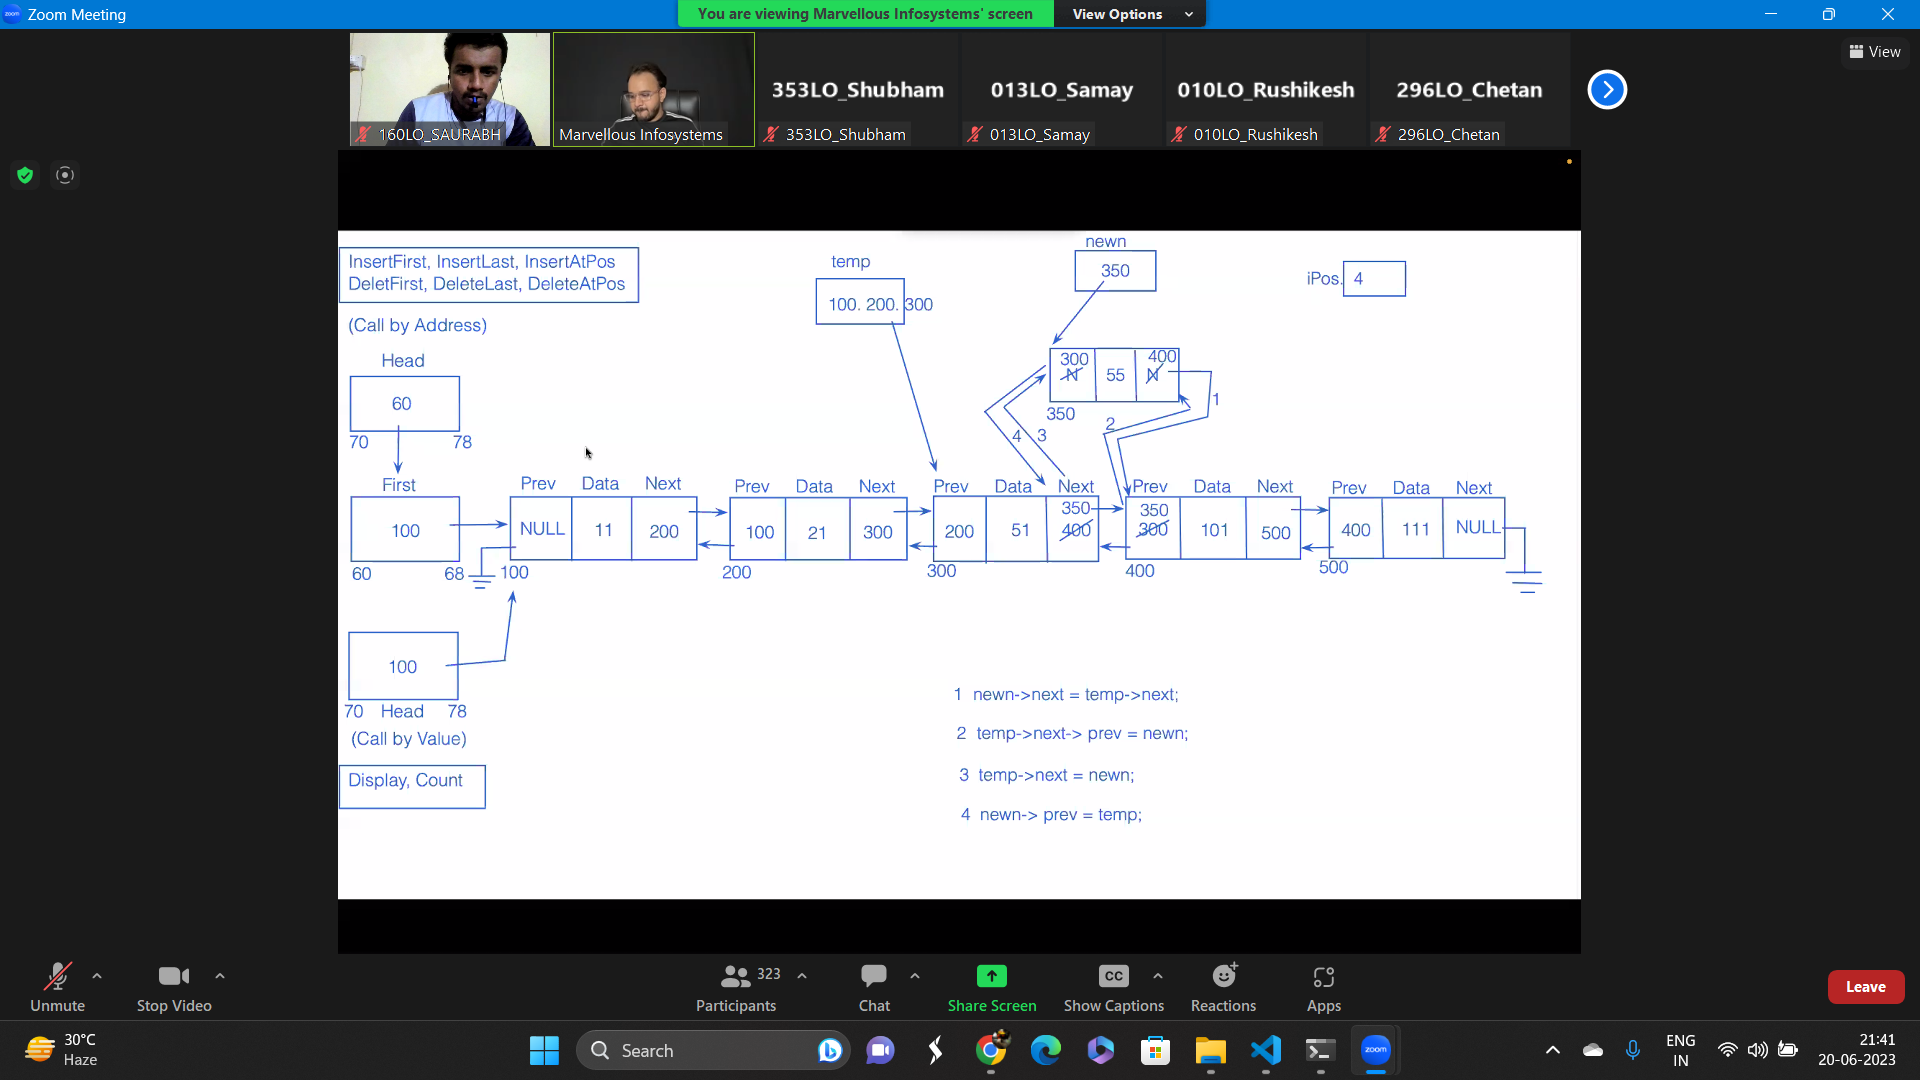 zoom Zoom Meeting
You are viewing Marvellous Infosystems' screen
View Options
View
353LO_Shubham
013LO_Samay
010LO_Rushikesh
296LO_Chetan
160LO_SAURABH
Marvellous Infosystems
353LO_Shubham
013LO_Samay
010LO_Rushikesh
296LO_Chetan
InsertFirst, InsertLast, InsertAtPos
DeletFirst, DeleteLast, DeleteAtPos
(Call by Address)
temp
100. 200. 300
newn
350
iPos. 4
Head
60
70 78
300 400
N 55 N
350
1
2
4 3
First
100
60 68
Prev Data Next
NULL 11 200
100
Prev Data Next
100 21 300
200
Prev Data Next
350
200 51 400
300
Prev Data Next
350
300 101 500
400
Prev Data Next
400 111 NULL
500
100
70 Head 78
(Call by Value)
Display, Count
1 newn->next = temp->next;
2 temp->next-> prev = newn;
3 temp->next = newn;
4 newn-> prev = temp;
Unmute
Stop Video
323
Participants
Chat
Share Screen
CC
Show Captions
Reactions
Apps
Leave
30°C
Haze
Search
zoom
ENG
IN
21:41
20-06-2023